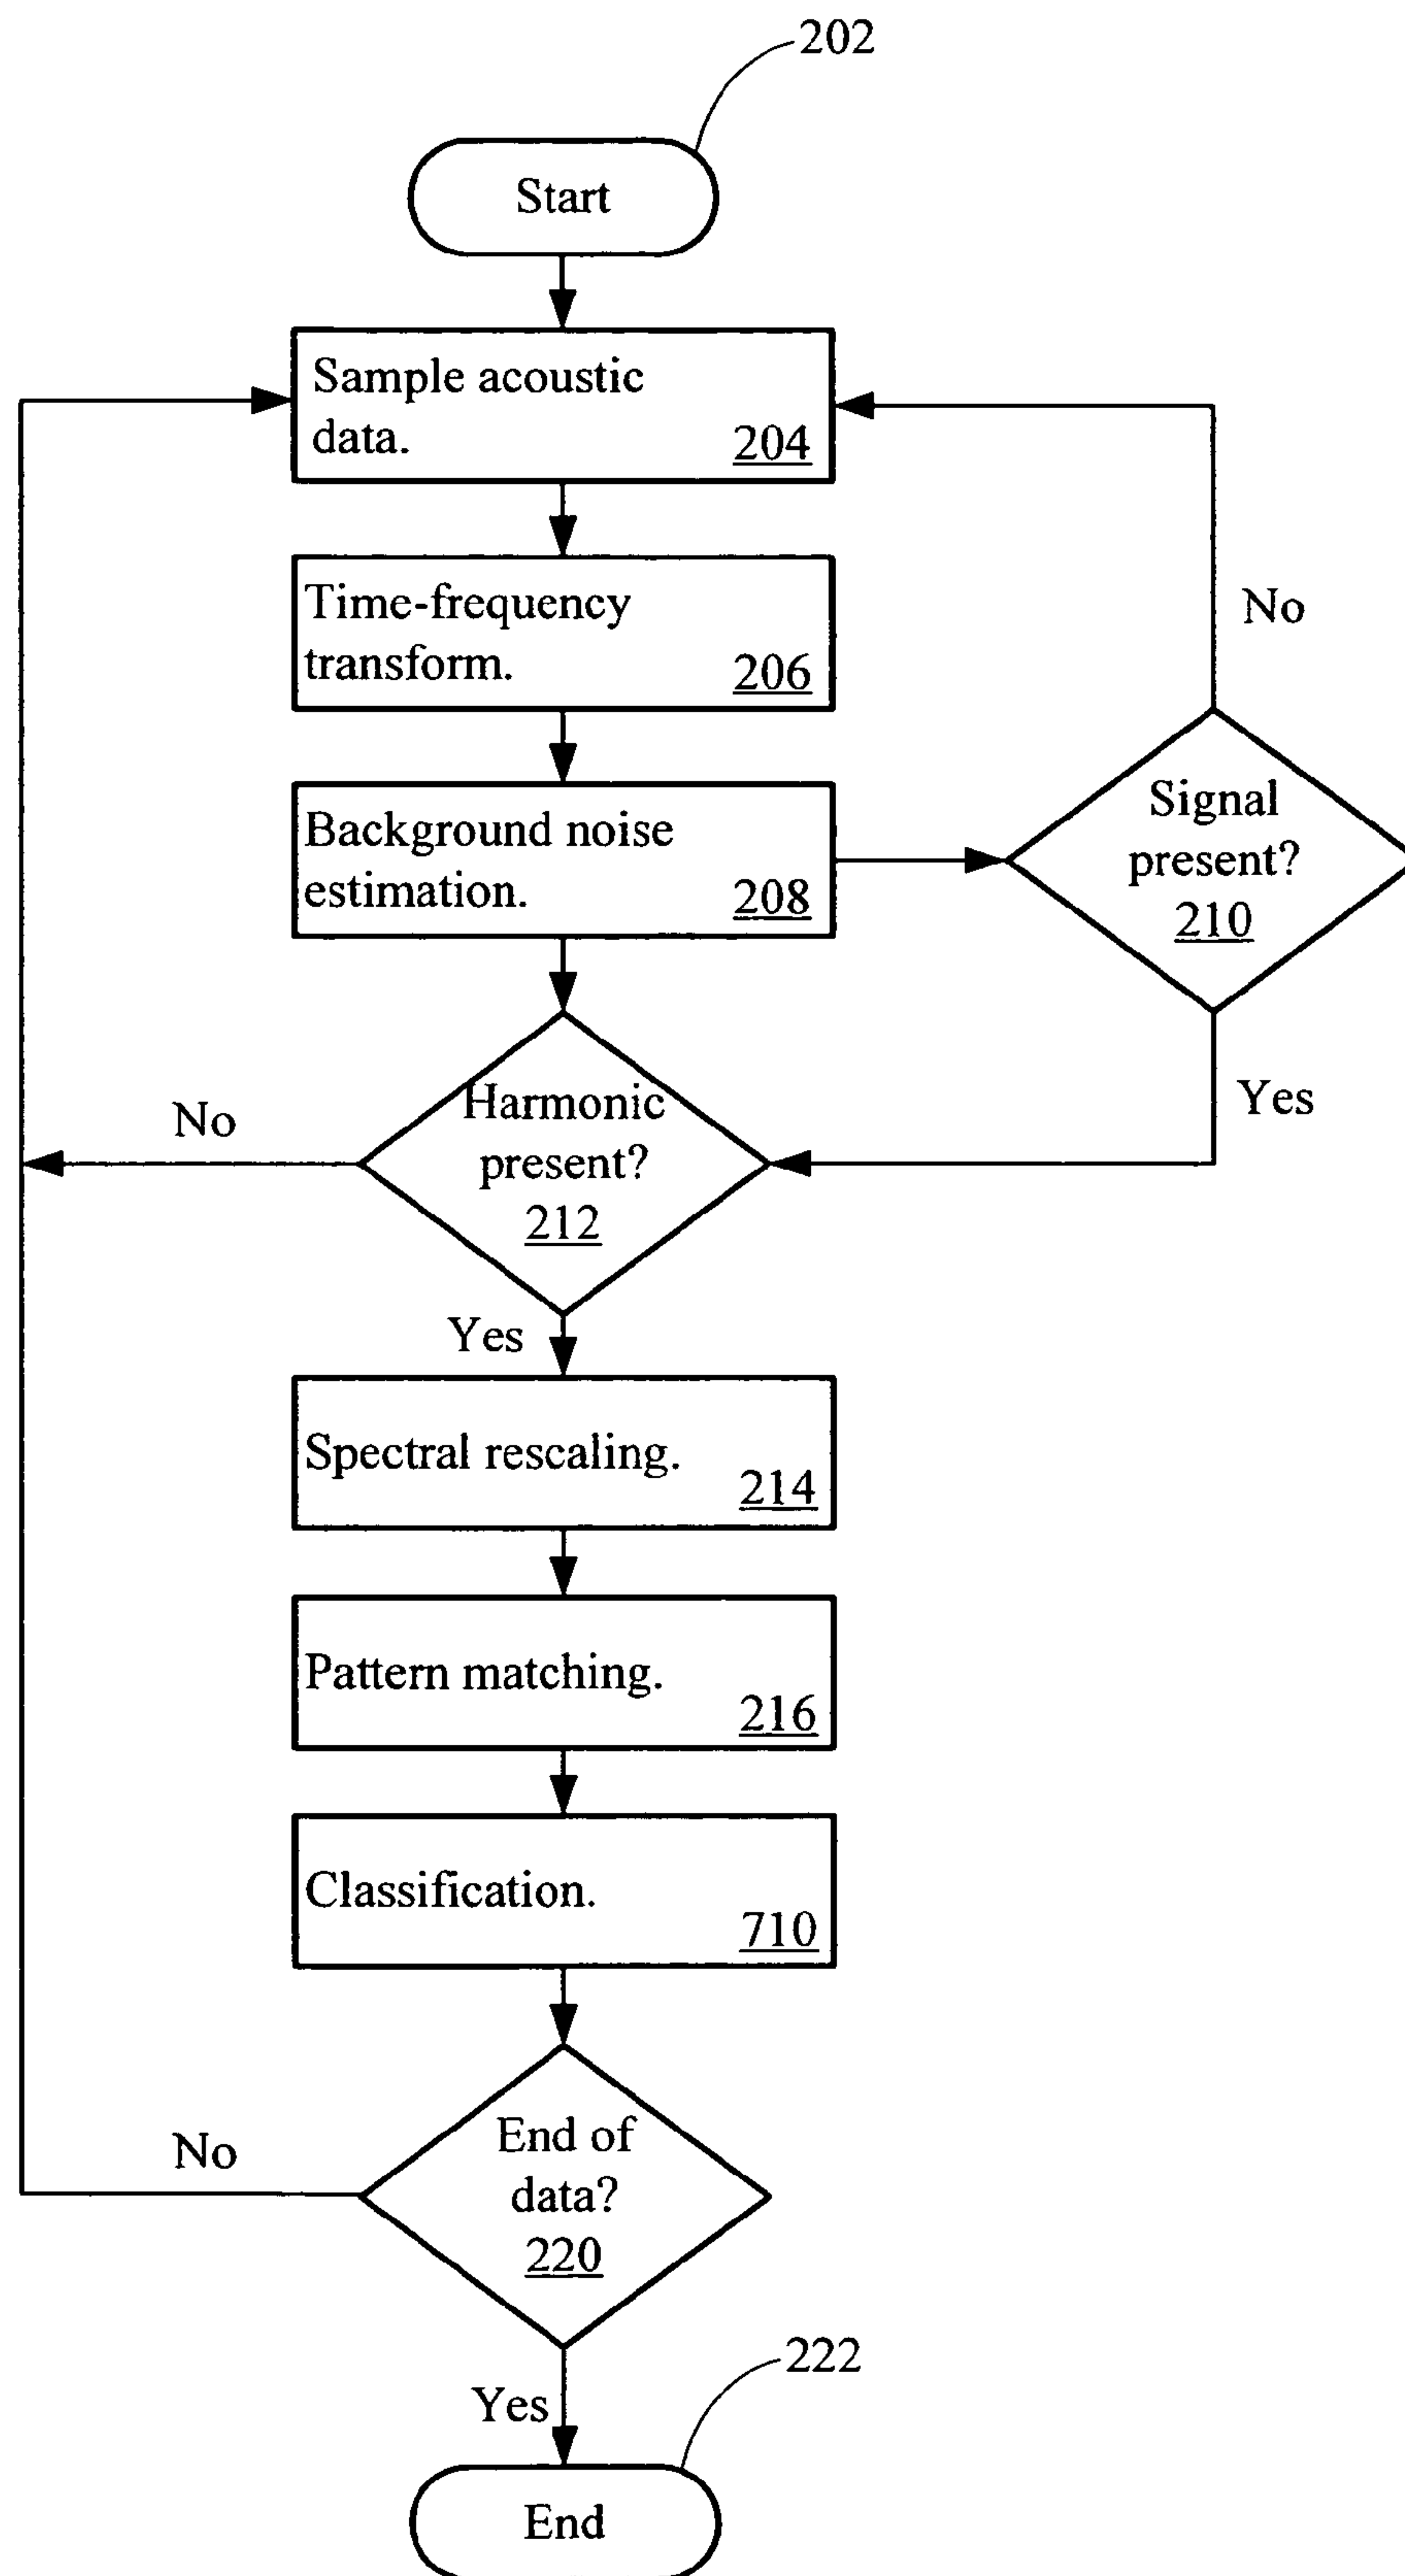 202
Start
Sample acoustic
data.
204
Time-frequency
transform.
206
No
Background noise
estimation.
208
Signal
present?
210
Yes
No
Harmonic
present?
212
Yes
Spectral rescaling.
214
Pattern matching.
216
Classification.
710
No
End of
data?
220
222
Yes
End